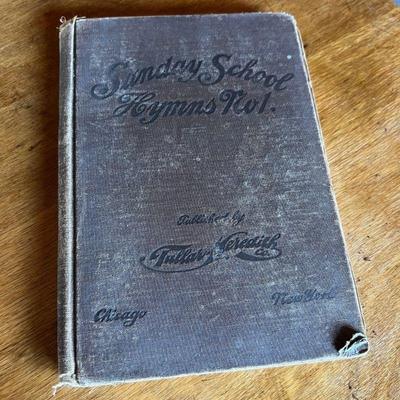 Sunday School
Hymns No 1.
Published by
Tullar-Meredith
Co.
Chicago
New York